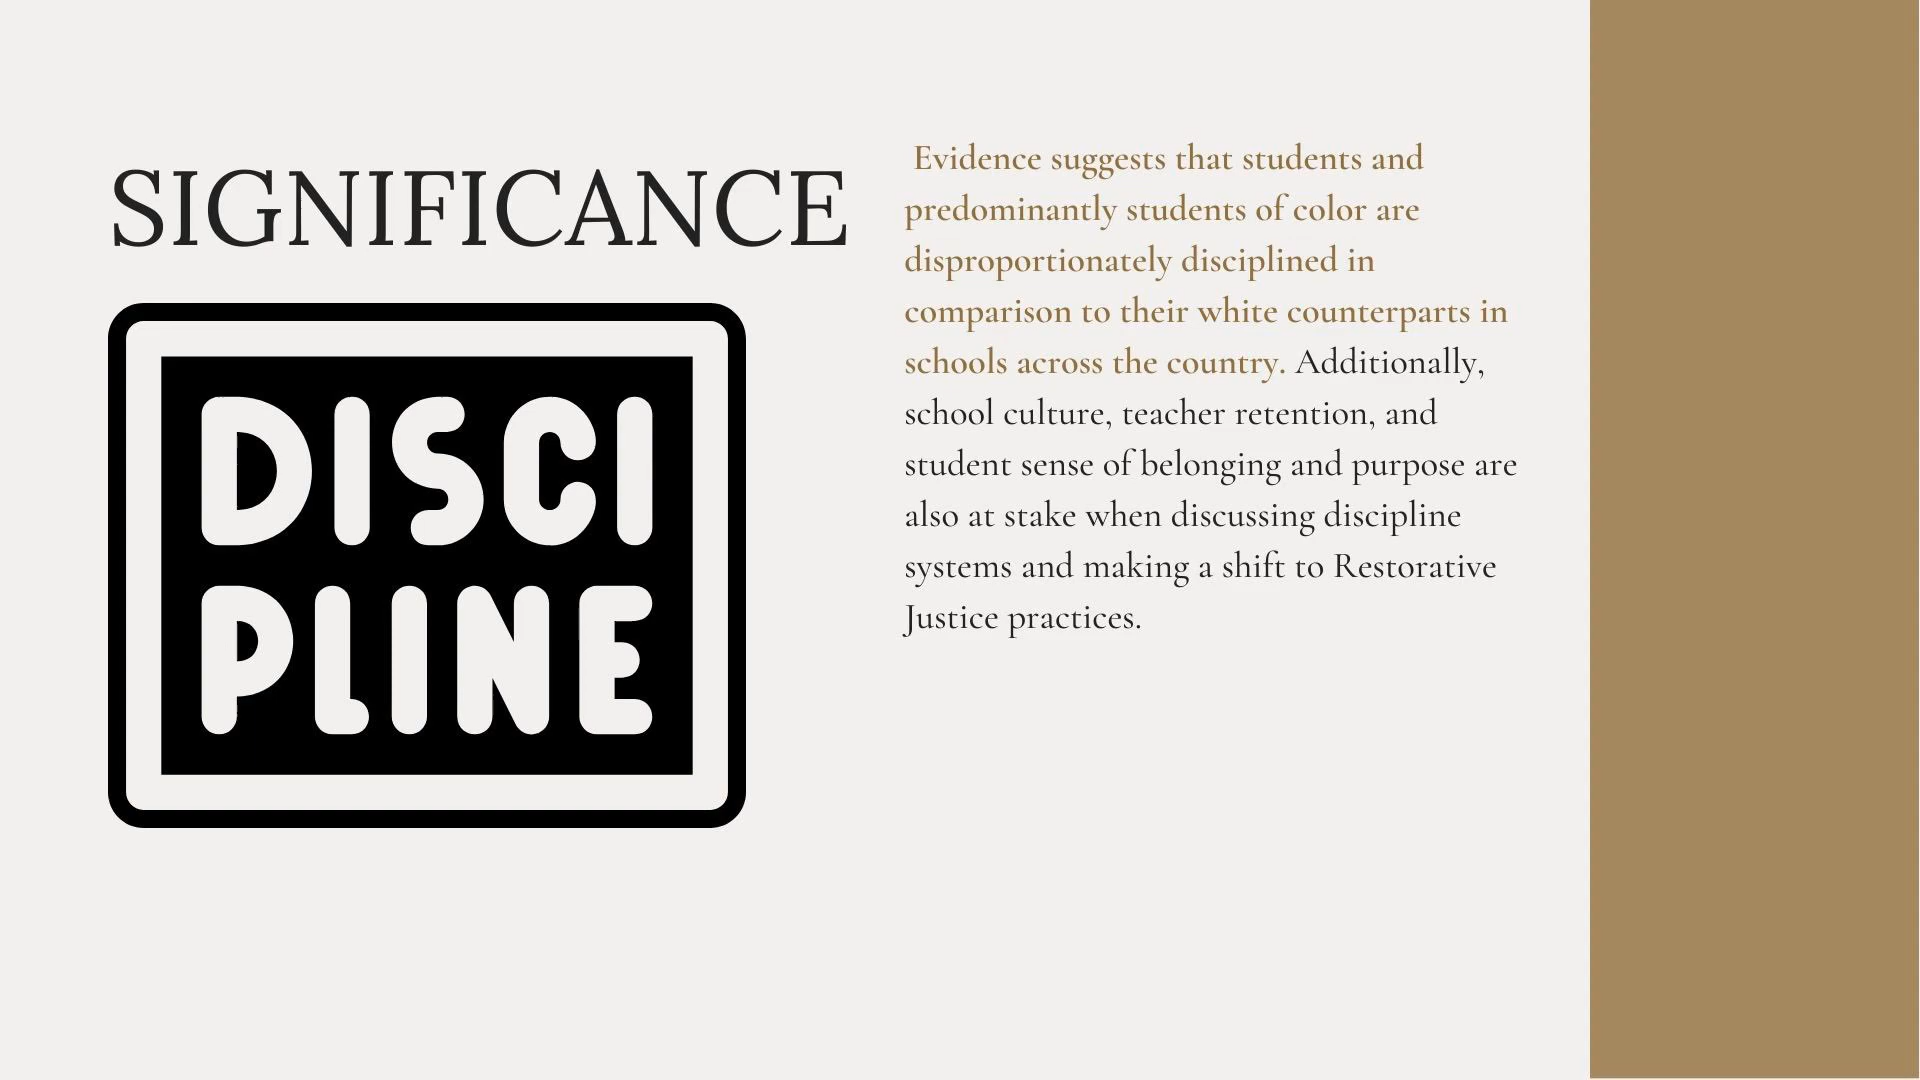 SIGNIFICANCE
DISCI
PLINE
Evidence suggests that students and
predominantly students of color are
disproportionately disciplined in
comparison to their white counterparts in
schools across the country. Additionally,
school culture, teacher retention, and
student sense of belonging and purpose are
also at stake when discussing discipline
systems and making a shift to Restorative
Justice practices.